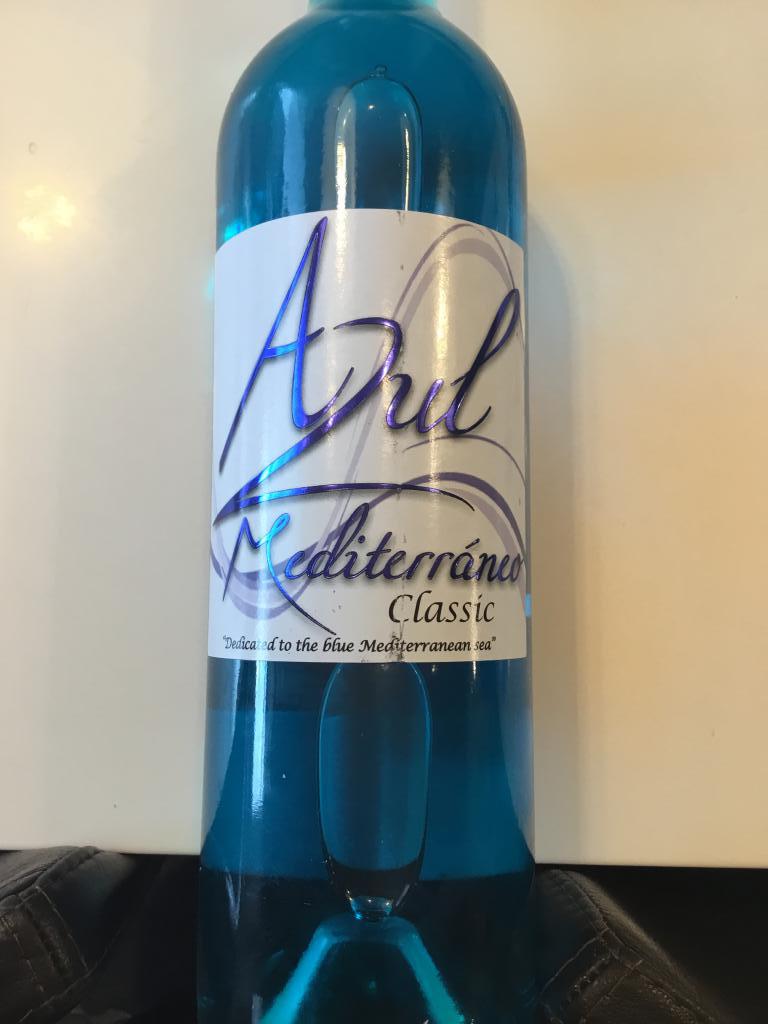 Azul
Mediterráneo
Classic
"Dedicated to the blue Mediterranean sea"